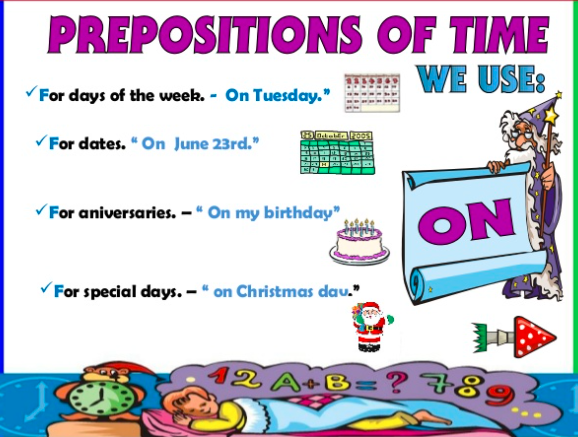 PREPOSITIONS OF TIME
WE USE:
For days of the week. - On Tuesday.”
For dates. “ On June 23rd.”
For aniversaries. – “ On my birthday”
For special days. – “ on Christmas day.”
ON
12 A+B=? 789